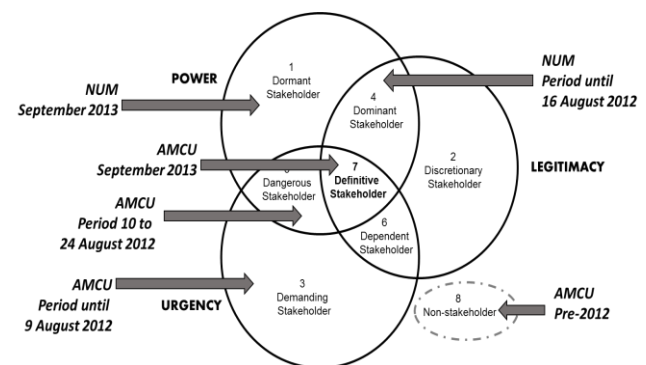 1
Dormant
Stakeholder
POWER
NUM
September 2013
NUM
Period until
16 August 2012
4
Dominant
Stakeholder
2
Discretionary
Stakeholder
LEGITIMACY
AMCU
September 2013
7
Definitive
Stakeholder
Dangerous
Stakeholder
AMCU
Period 10 to
24 August 2012
6
Dependent
Stakeholder
AMCU
Period until
9 August 2012
URGENCY
3
Demanding
Stakeholder
8
Non-stakeholder
AMCU
Pre-2012